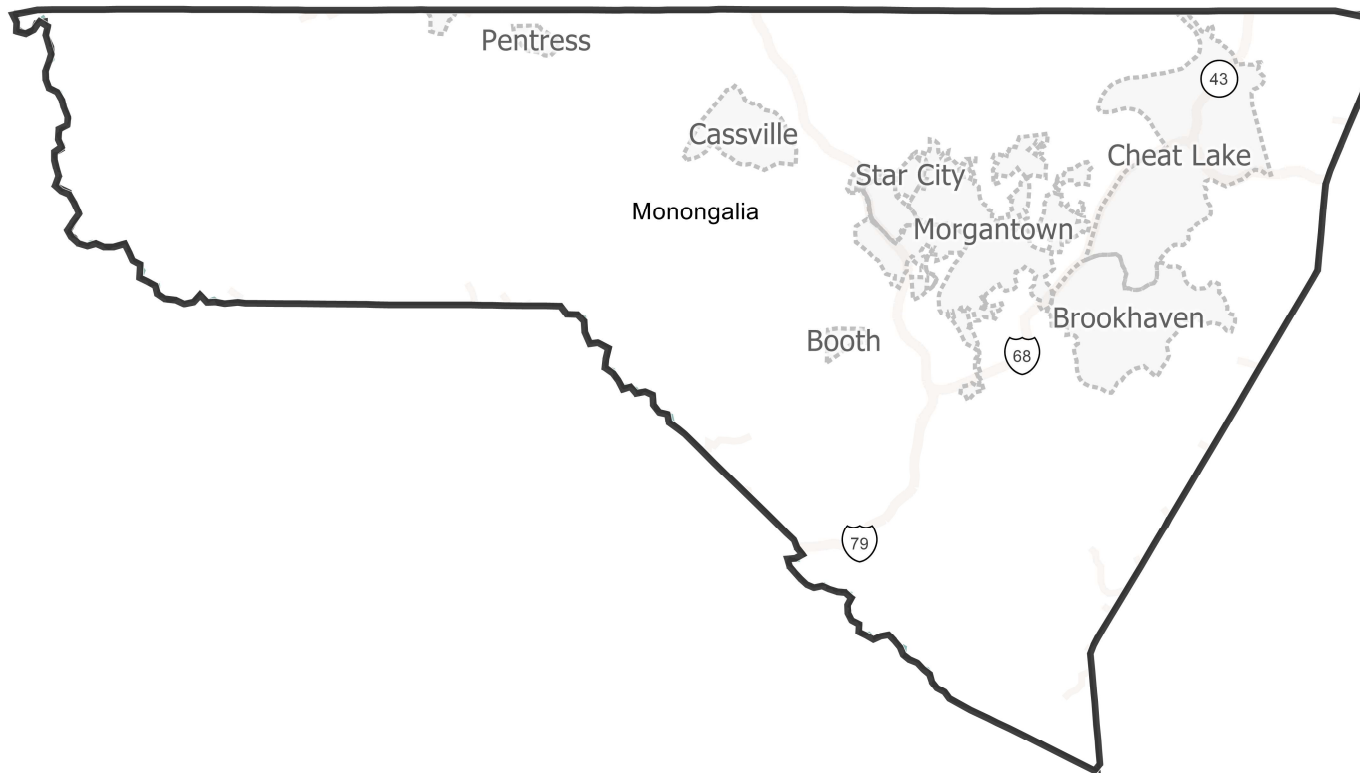 Pentress
43
Cassville
Cheat Lake
Star City
Monongalia
Morgantown
Brookhaven
Booth
68
79